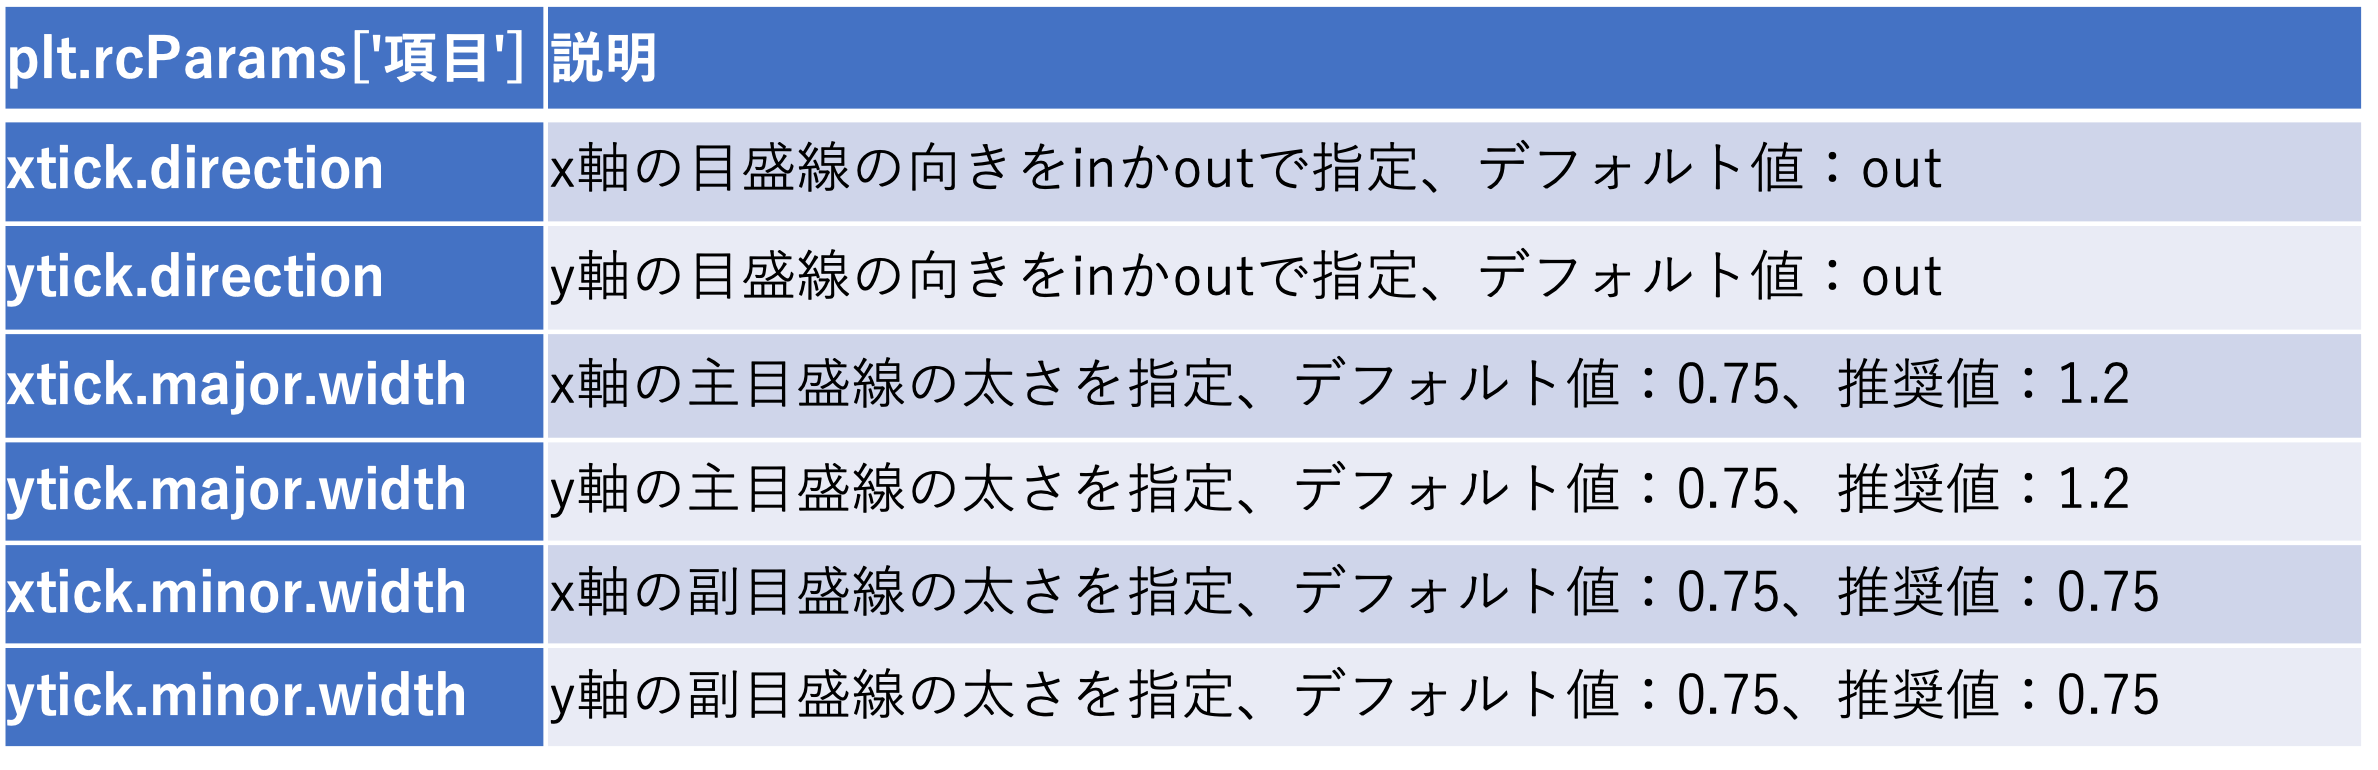 plt.rcParams['項目'] 説明
xtick.direction x軸の目盛線の向きをinかoutで指定、デフォルト値：out
ytick.direction y軸の目盛線の向きをinかoutで指定、デフォルト値：out
xtick.major.width x軸の主目盛線の太さを指定、デフォルト値：0.75、推奨値：1.2
ytick.major.width y軸の主目盛線の太さを指定、デフォルト値：0.75、推奨値：1.2
xtick.minor.width x軸の副目盛線の太さを指定、デフォルト値：0.75、推奨値：0.75
ytick.minor.width y軸の副目盛線の太さを指定、デフォルト値：0.75、推奨値：0.75